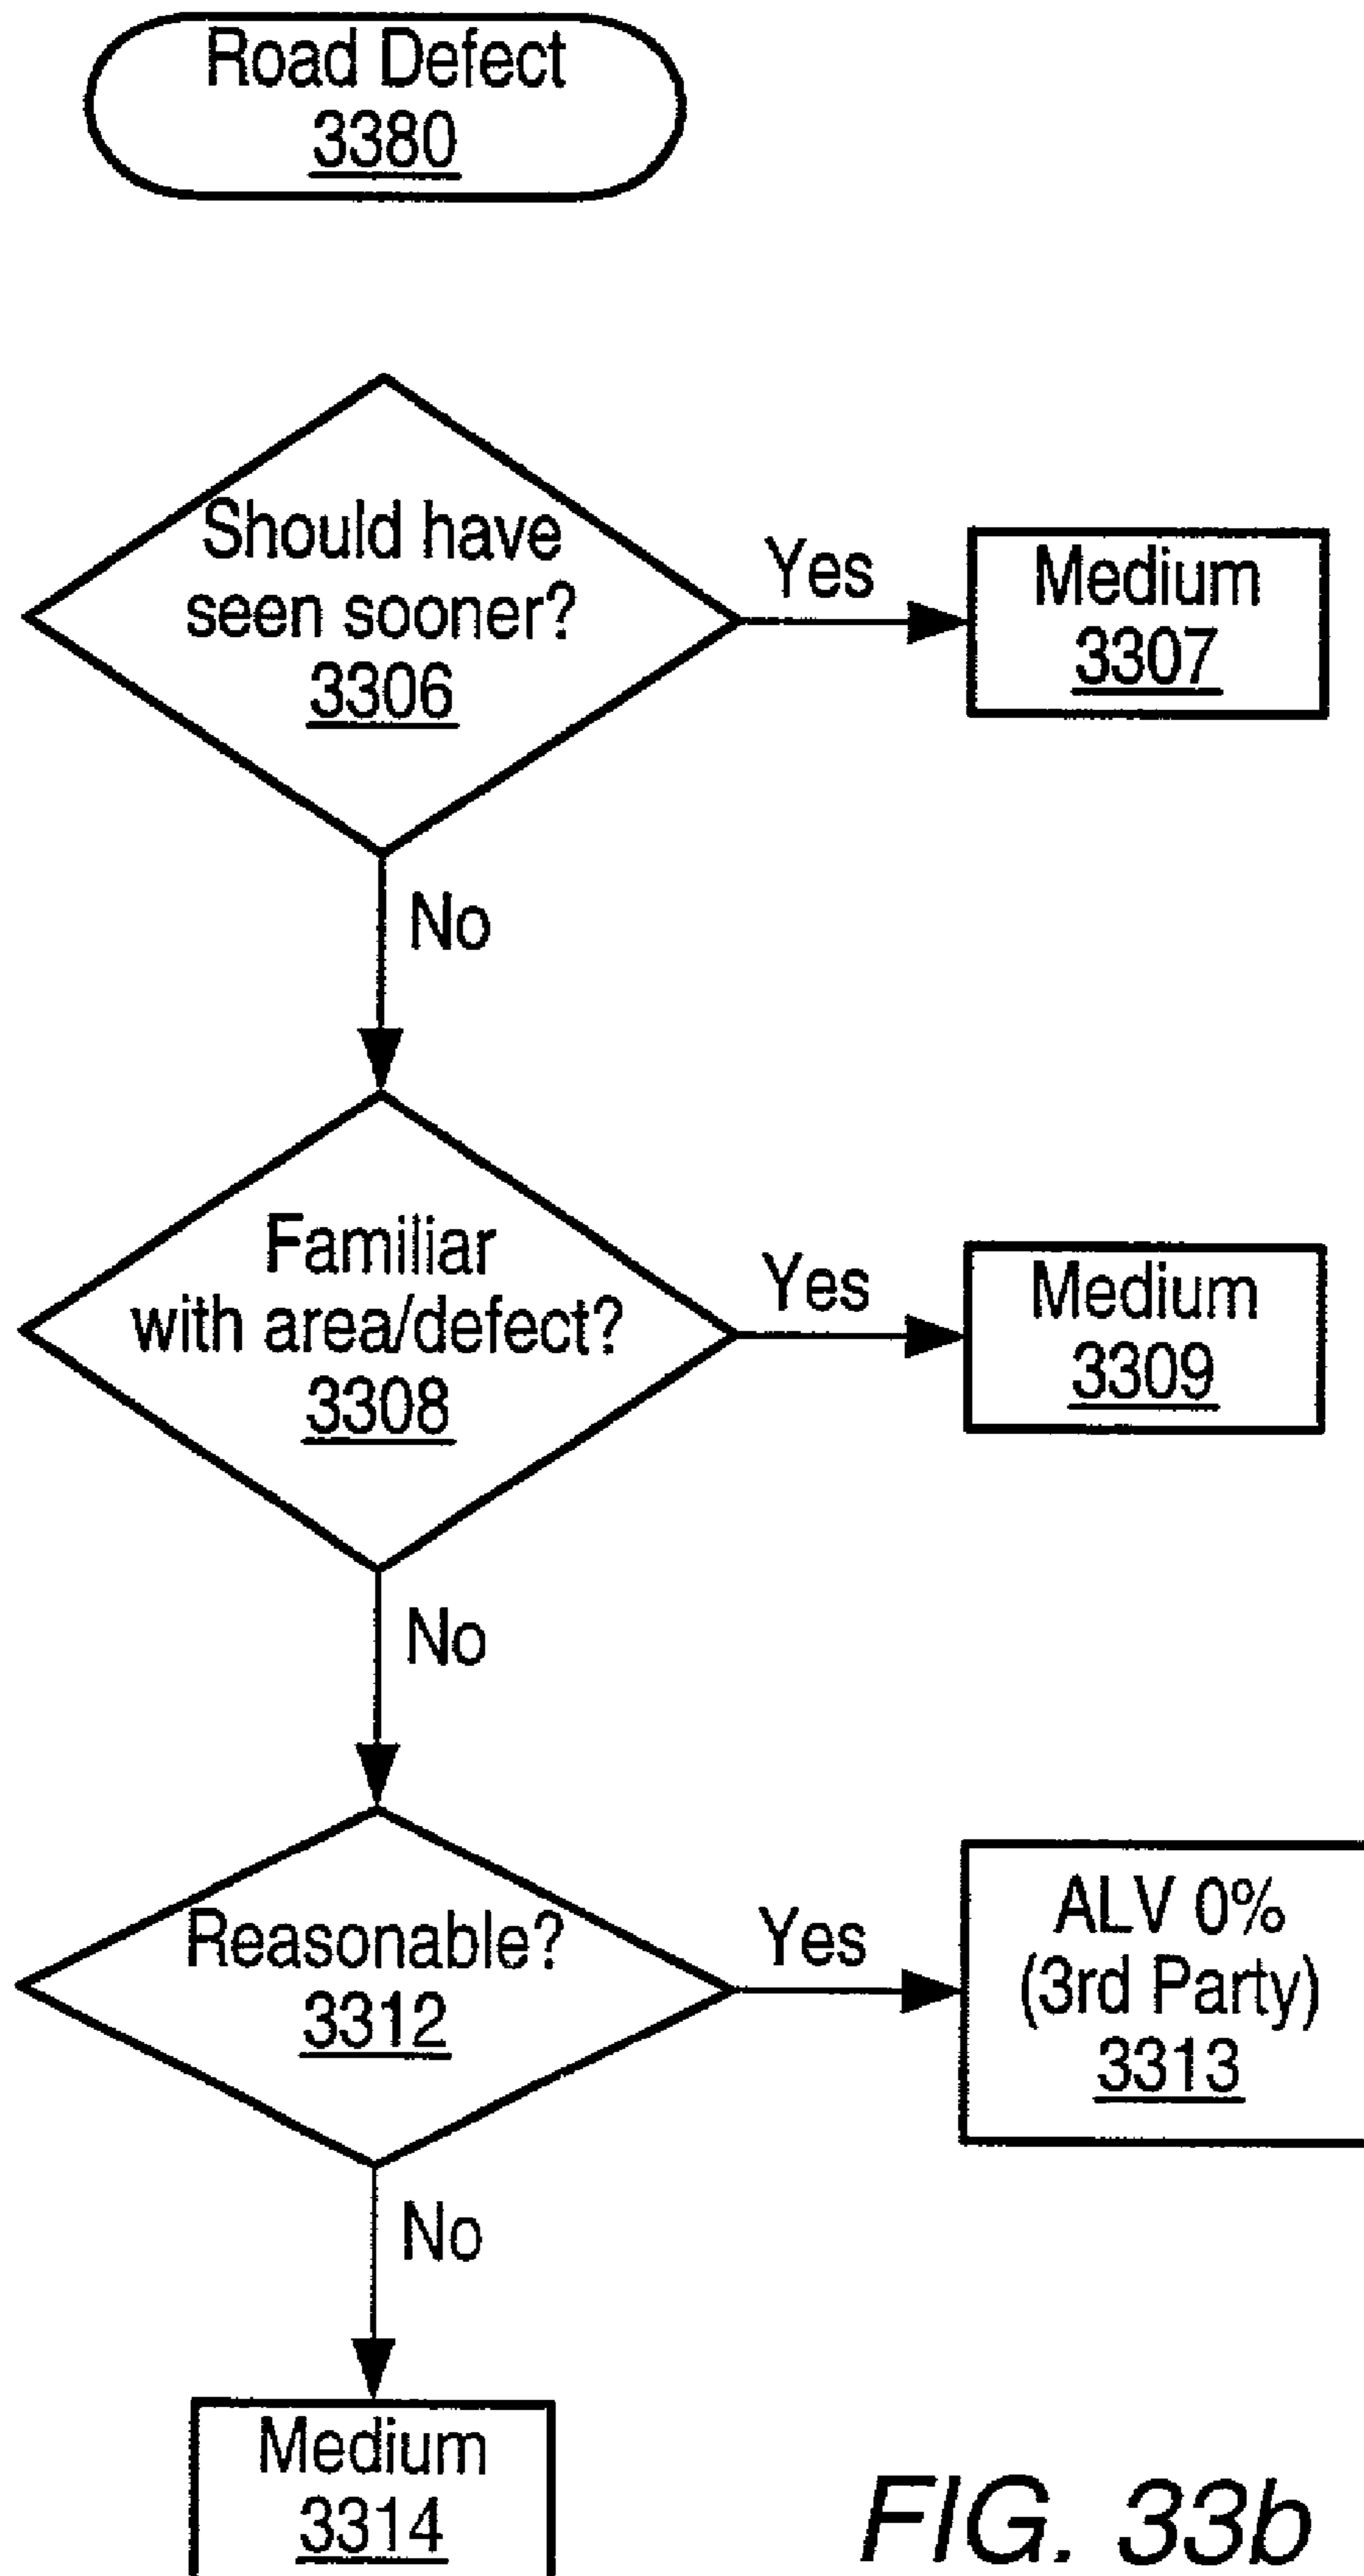 Road Defect
3380
Should have
seen sooner?
3306
Yes
Medium
3307
No
Familiar
with area/defect?
3308
Yes
Medium
3309
No
Reasonable?
3312
Yes
ALV 0%
(3rd Party)
3313
No
Medium
3314
FIG. 33b